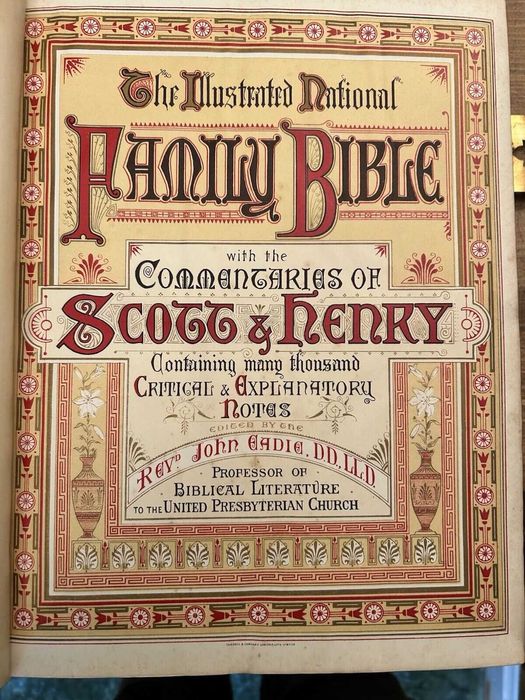 The Illustrated National
FAMILY BIBLE
with the
COMMENTARIES OF
SCOTT & HENRY
Containing many thousand
CRITICAL & EXPLANATORY
NOTES
EDITED BY THE
REVD JOHN EADIE, DD, LLD
PROFESSOR OF
BIBLICAL LITERATURE
TO THE UNITED PRESBYTERIAN CHURCH